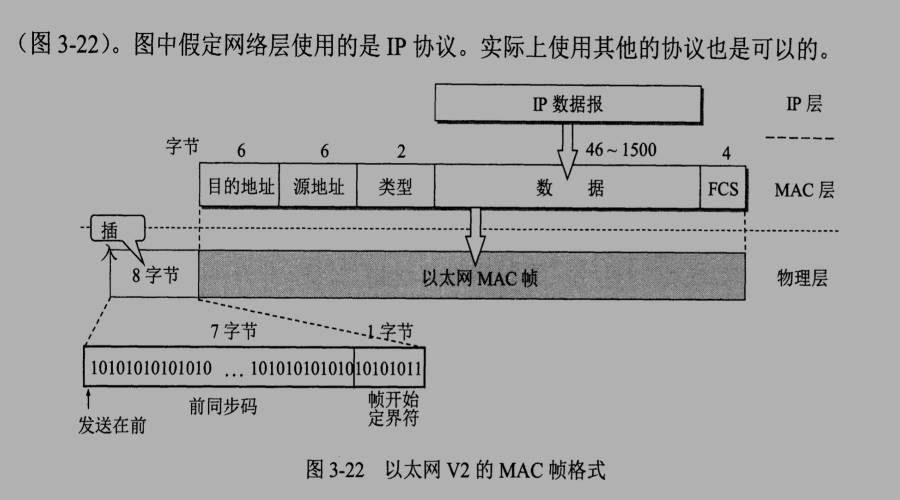 （图 3-22）。图中假定网络层使用的是 IP 协议。实际上使用其他的协议也是可以的。
IP 数据报
IP 层
字节
6
6
2
46～1500
4
目的地址
源地址
类型
数 据
FCS
MAC 层
插入
8 字节
以太网 MAC 帧
物理层
7 字节
1 字节
10101010101010 … 101010101010
10101011
前同步码
帧开始
定界符
发送在前
图 3-22 以太网 V2 的 MAC 帧格式